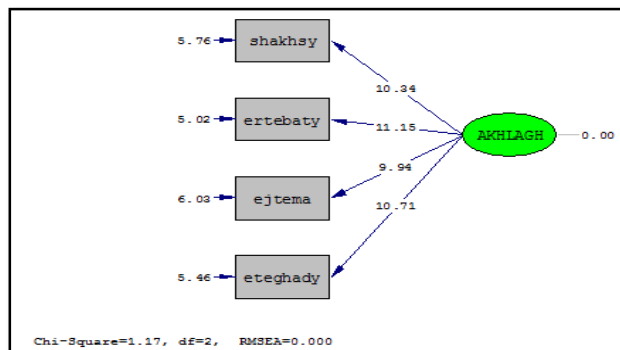 5.76 shakhsy
10.34
5.02 ertebaty
11.15
AKHLAGH 0.00
9.94
6.03 ejtema
10.71
5.46 eteghady
Chi-Square=1.17, df=2, RMSEA=0.000